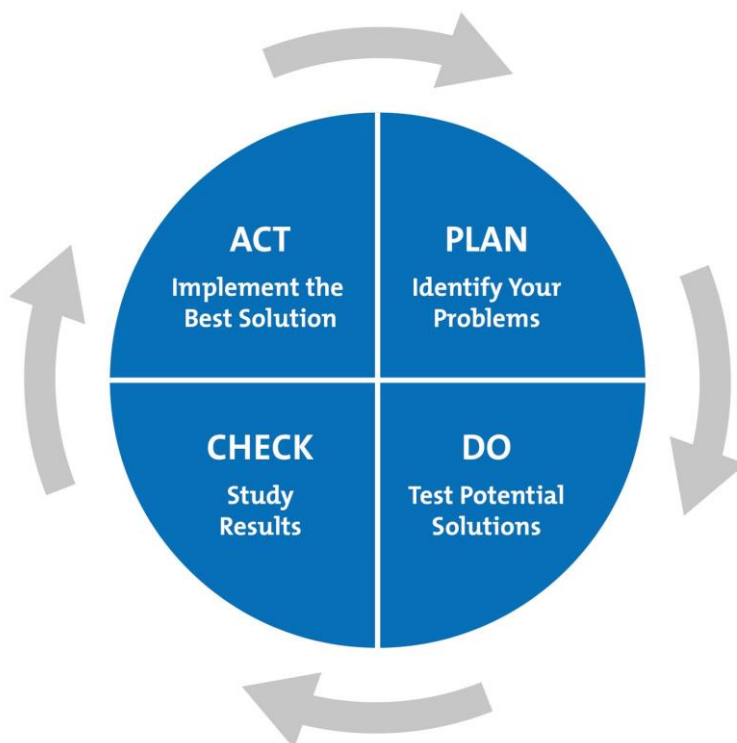 ACT
Implement the
Best Solution
PLAN
Identify Your
Problems
CHECK
Study
Results
DO
Test Potential
Solutions